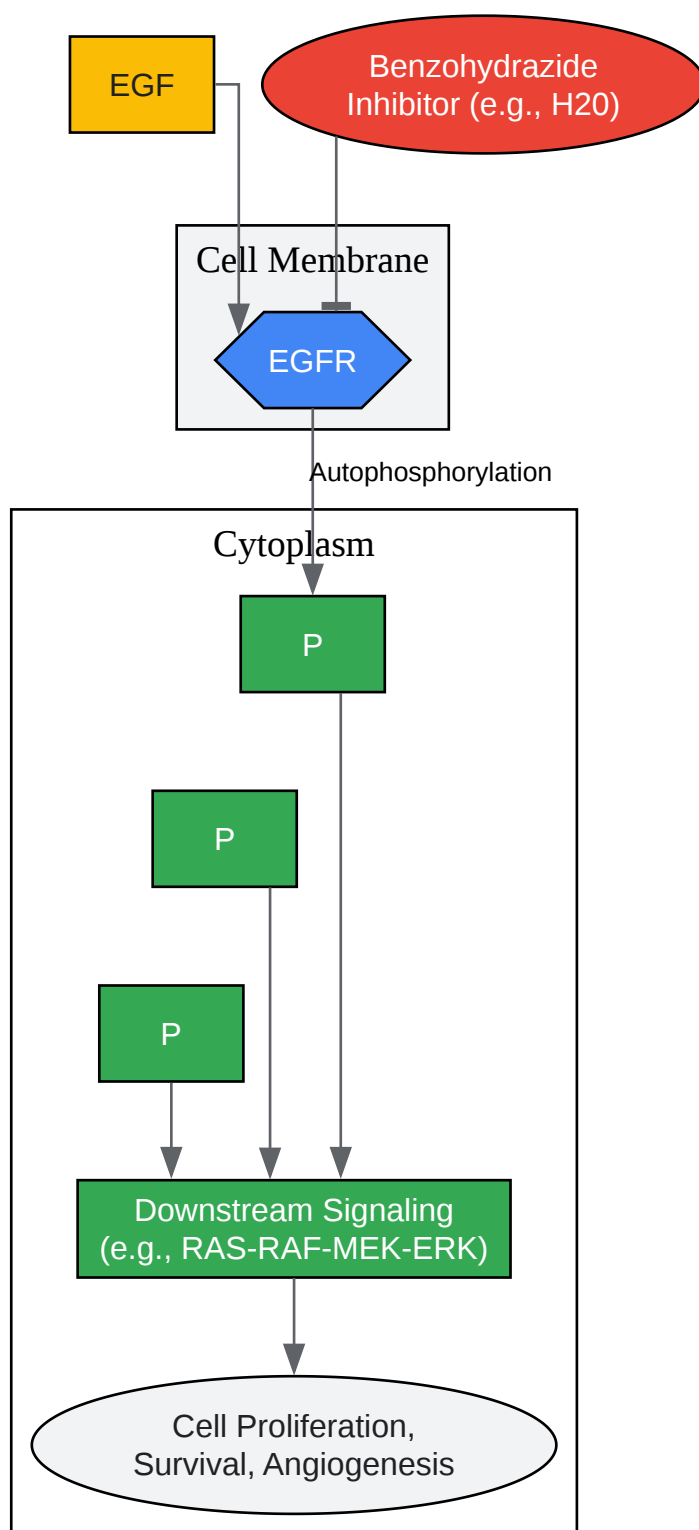 EGF
Benzohydrazide
Inhibitor (e.g., H20)
Cell Membrane
EGFR
Autophosphorylation
Cytoplasm
P
P
P
Downstream Signaling
(e.g., RAS-RAF-MEK-ERK)
Cell Proliferation,
Survival, Angiogenesis